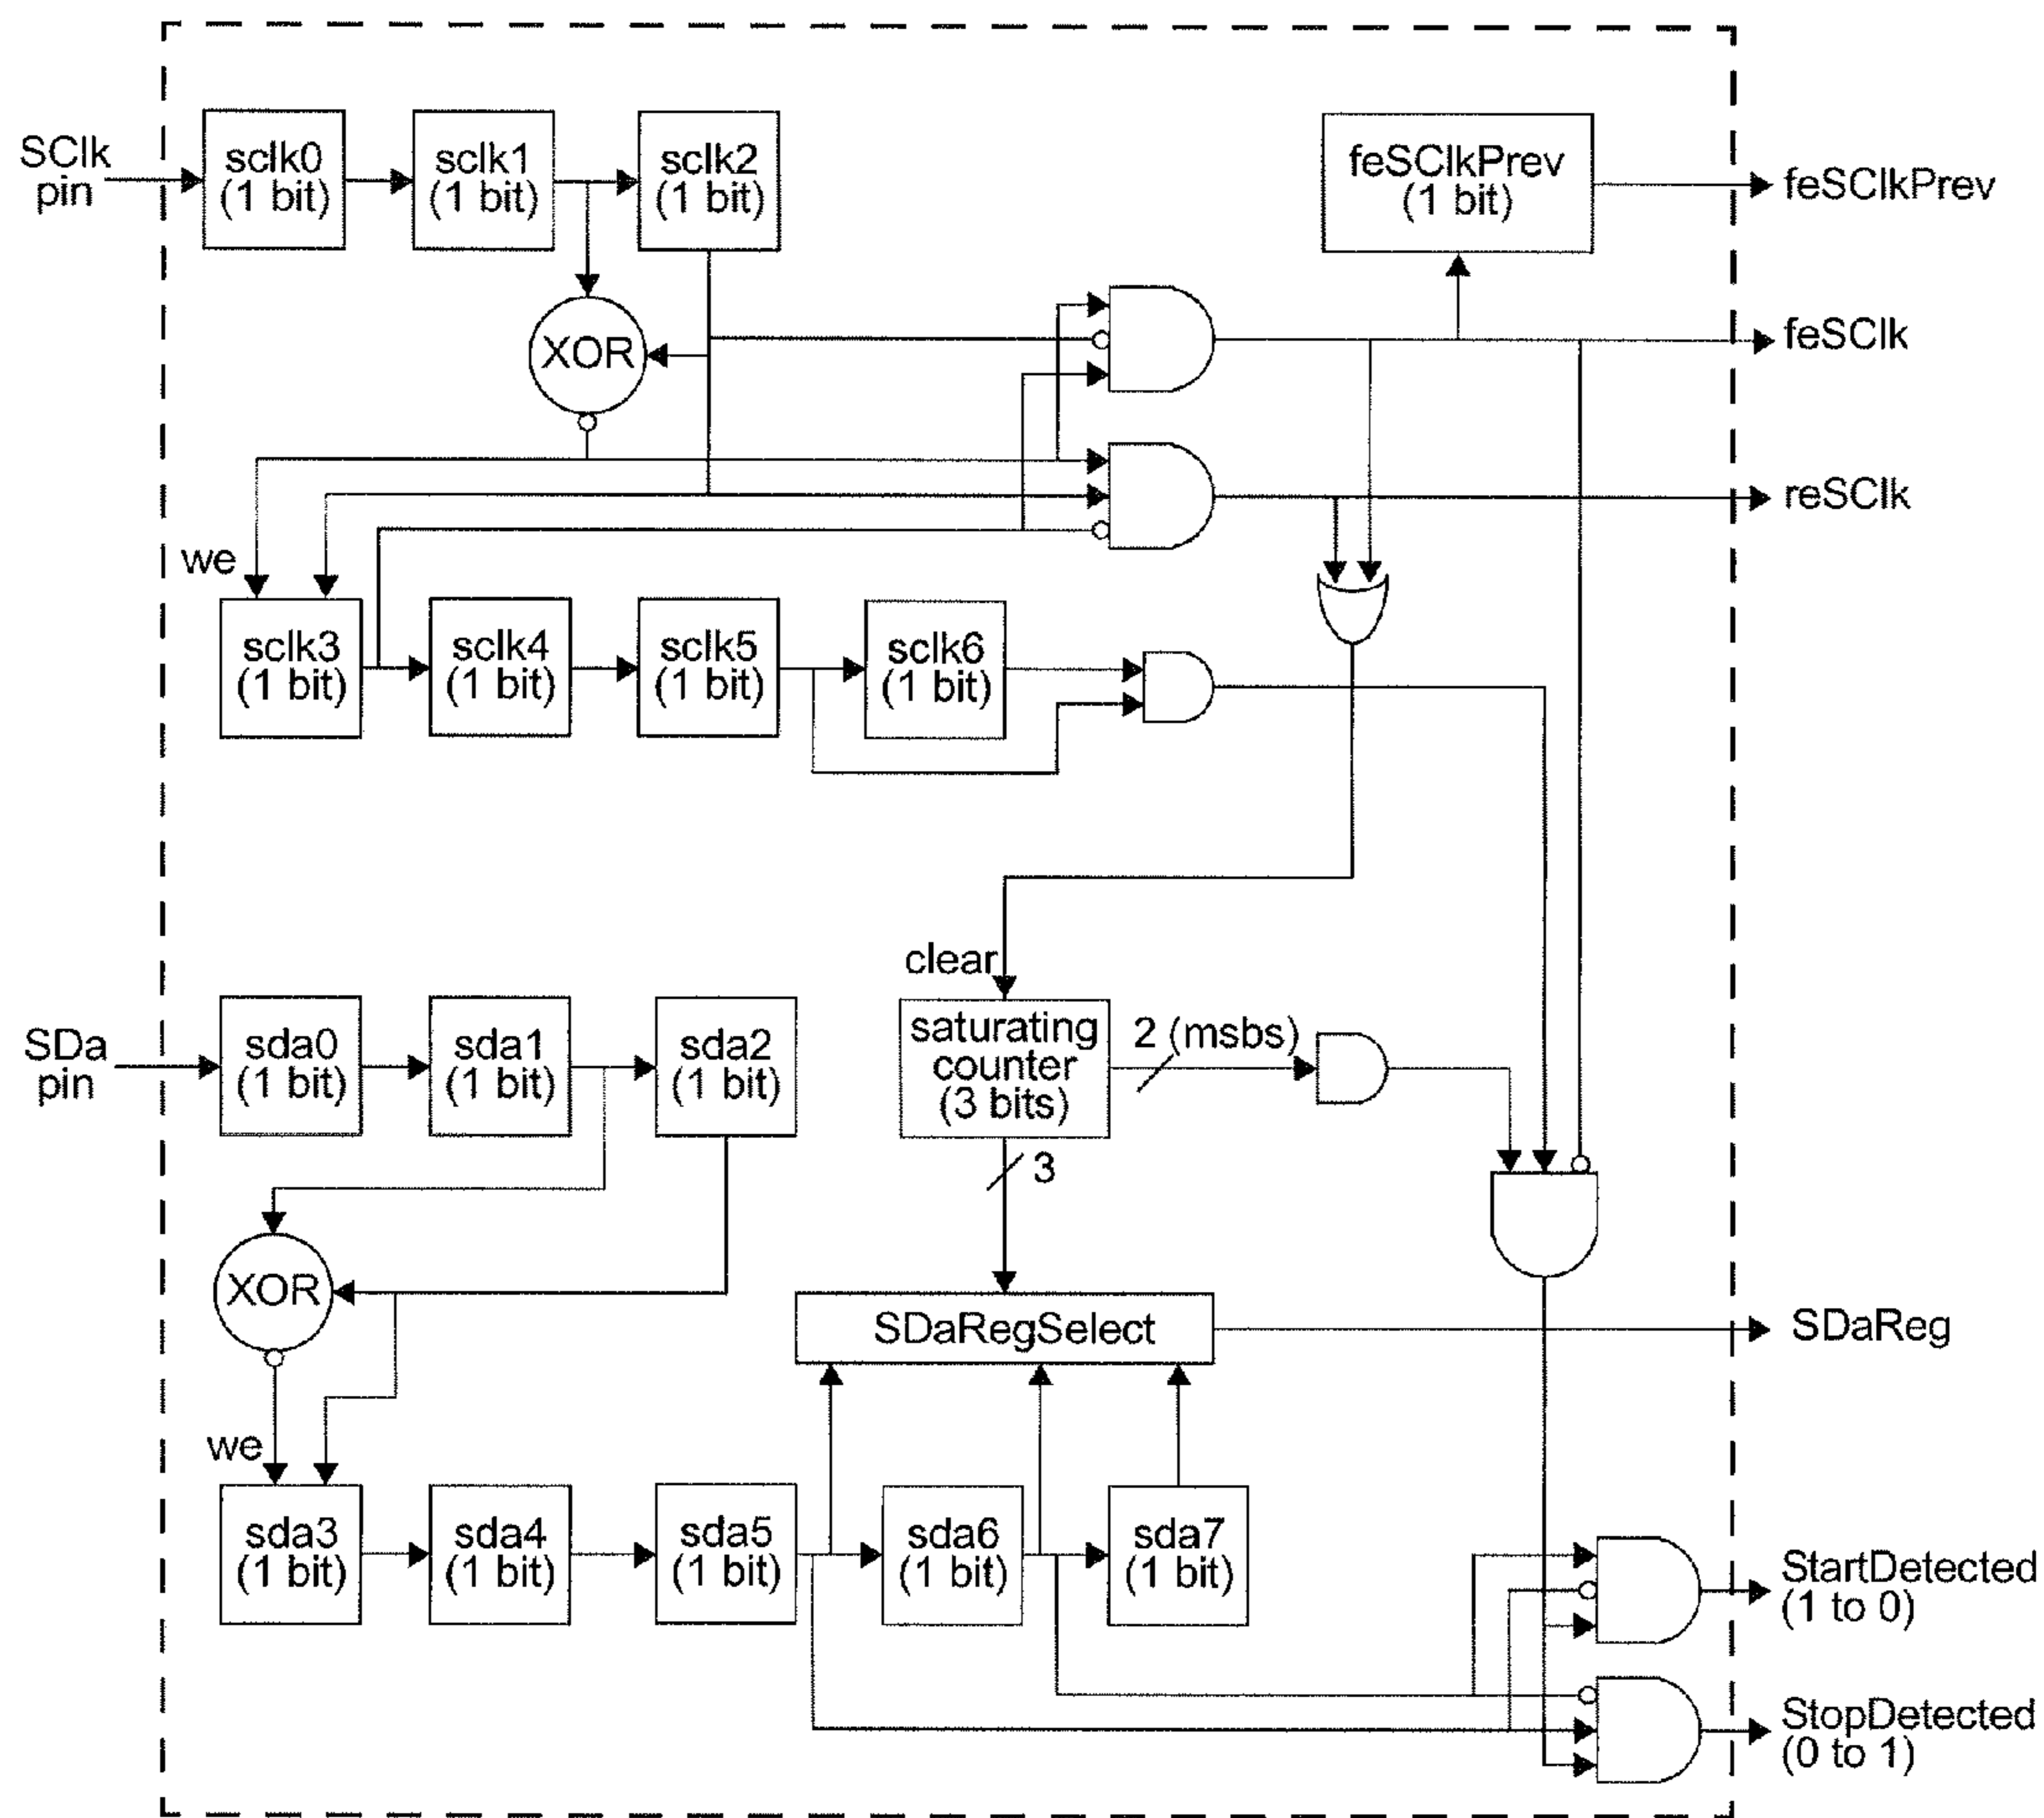 SClk
pin
sclk0
(1 bit)
sclk1
(1 bit)
sclk2
(1 bit)
feSClkPrev
(1 bit)
feSClkPrev
XOR
feSClk
reSClk
we
sclk3
(1 bit)
sclk4
(1 bit)
sclk5
(1 bit)
sclk6
(1 bit)
clear
SDa
pin
sda0
(1 bit)
sda1
(1 bit)
sda2
(1 bit)
saturating
counter
(3 bits)
2 (msbs)
3
XOR
SDaRegSelect
SDaReg
we
sda3
(1 bit)
sda4
(1 bit)
sda5
(1 bit)
sda6
(1 bit)
sda7
(1 bit)
StartDetected
(1 to 0)
StopDetected
(0 to 1)